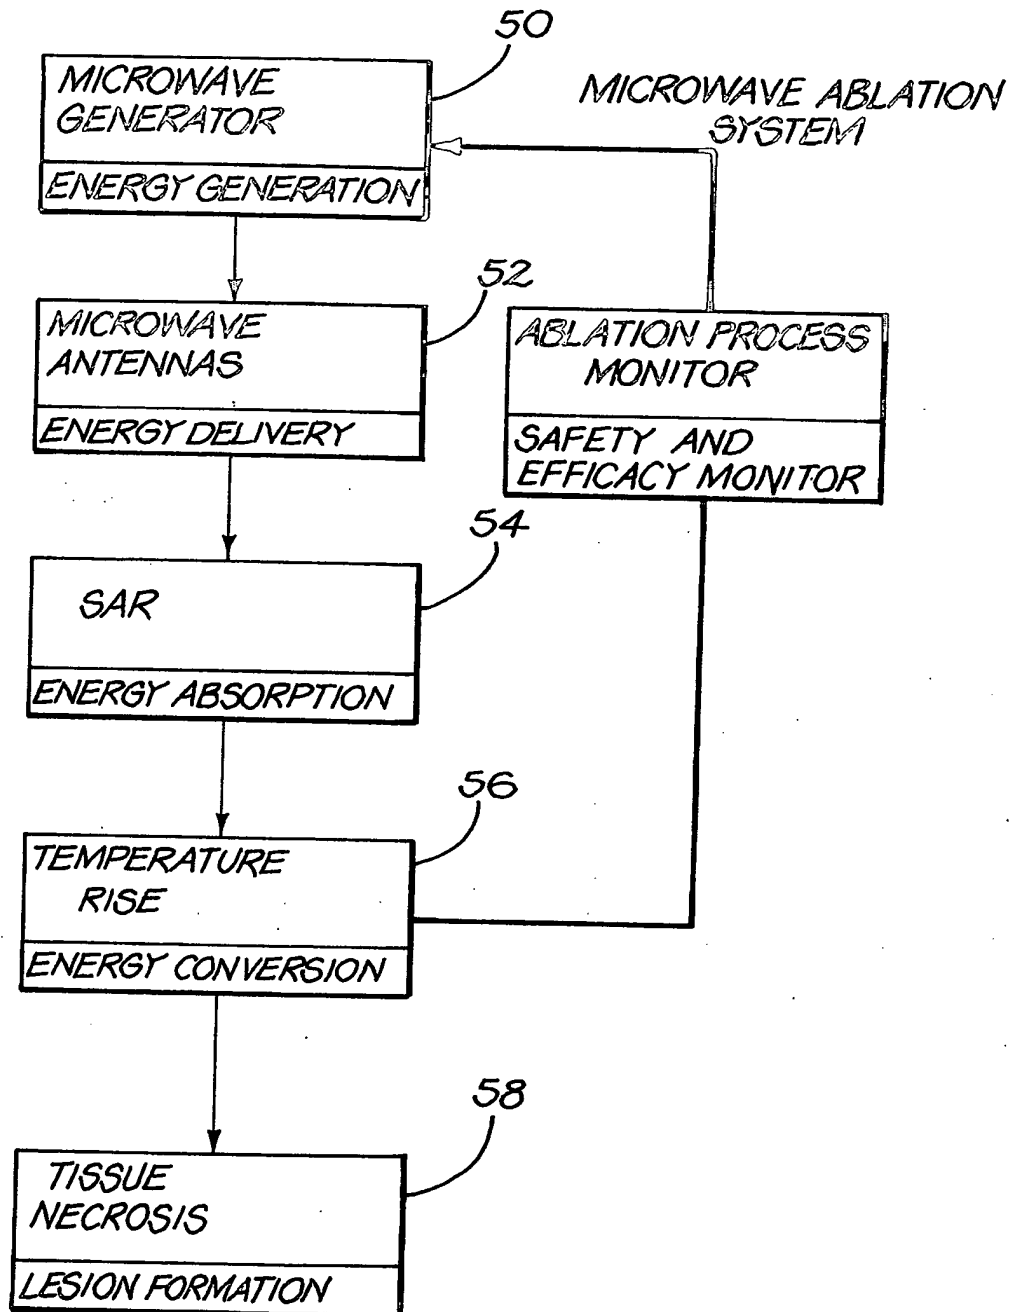 50
MICROWAVE
GENERATOR
ENERGY GENERATION
MICROWAVE ABLATION
SYSTEM
52
MICROWAVE
ANTENNAS
ENERGY DELIVERY
ABLATION PROCESS
MONITOR
SAFETY AND
EFFICACY MONITOR
54
SAR
ENERGY ABSORPTION
56
TEMPERATURE
RISE
ENERGY CONVERSION
58
TISSUE
NECROSIS
LESION FORMATION